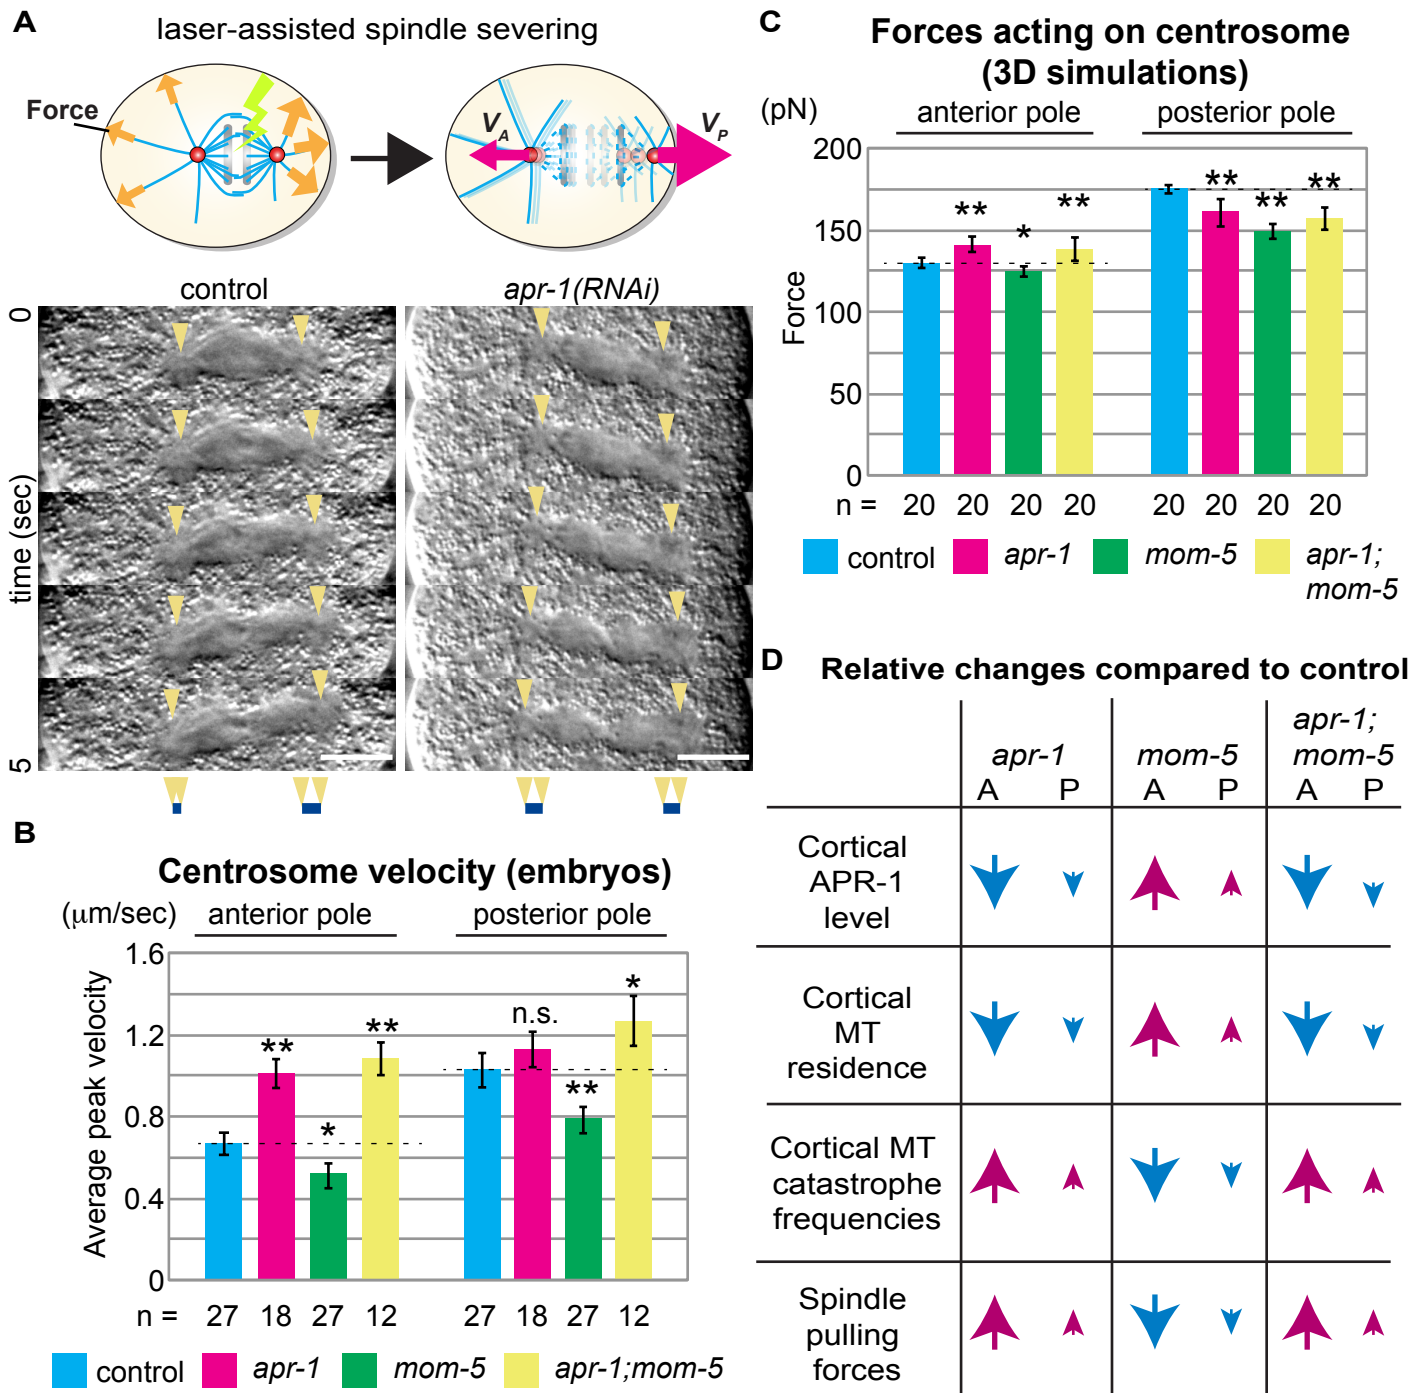 A
laser-assisted spindle severing
Force
V_A
V_P
control
apr-1(RNAi)
0
time (sec)
5
B
Centrosome velocity (embryos)
(μm/sec)
anterior pole
posterior pole
Average peak velocity
1.6
1.2
0.8
0.4
0
**
*
**
n.s.
**
*
n = 27 18 27 12 27 18 27 12
control apr-1 mom-5 apr-1;mom-5
C
Forces acting on centrosome
(3D simulations)
(pN)
anterior pole
posterior pole
Force
200
150
100
50
0
**
*
**
**
**
**
n = 20 20 20 20 20 20 20 20
control apr-1 mom-5 apr-1;
mom-5
D
Relative changes compared to control
apr-1 mom-5 apr-1;
mom-5
A P A P A P
Cortical
APR-1
level
Cortical
MT
residence
Cortical MT
catastrophe
frequencies
Spindle
pulling
forces